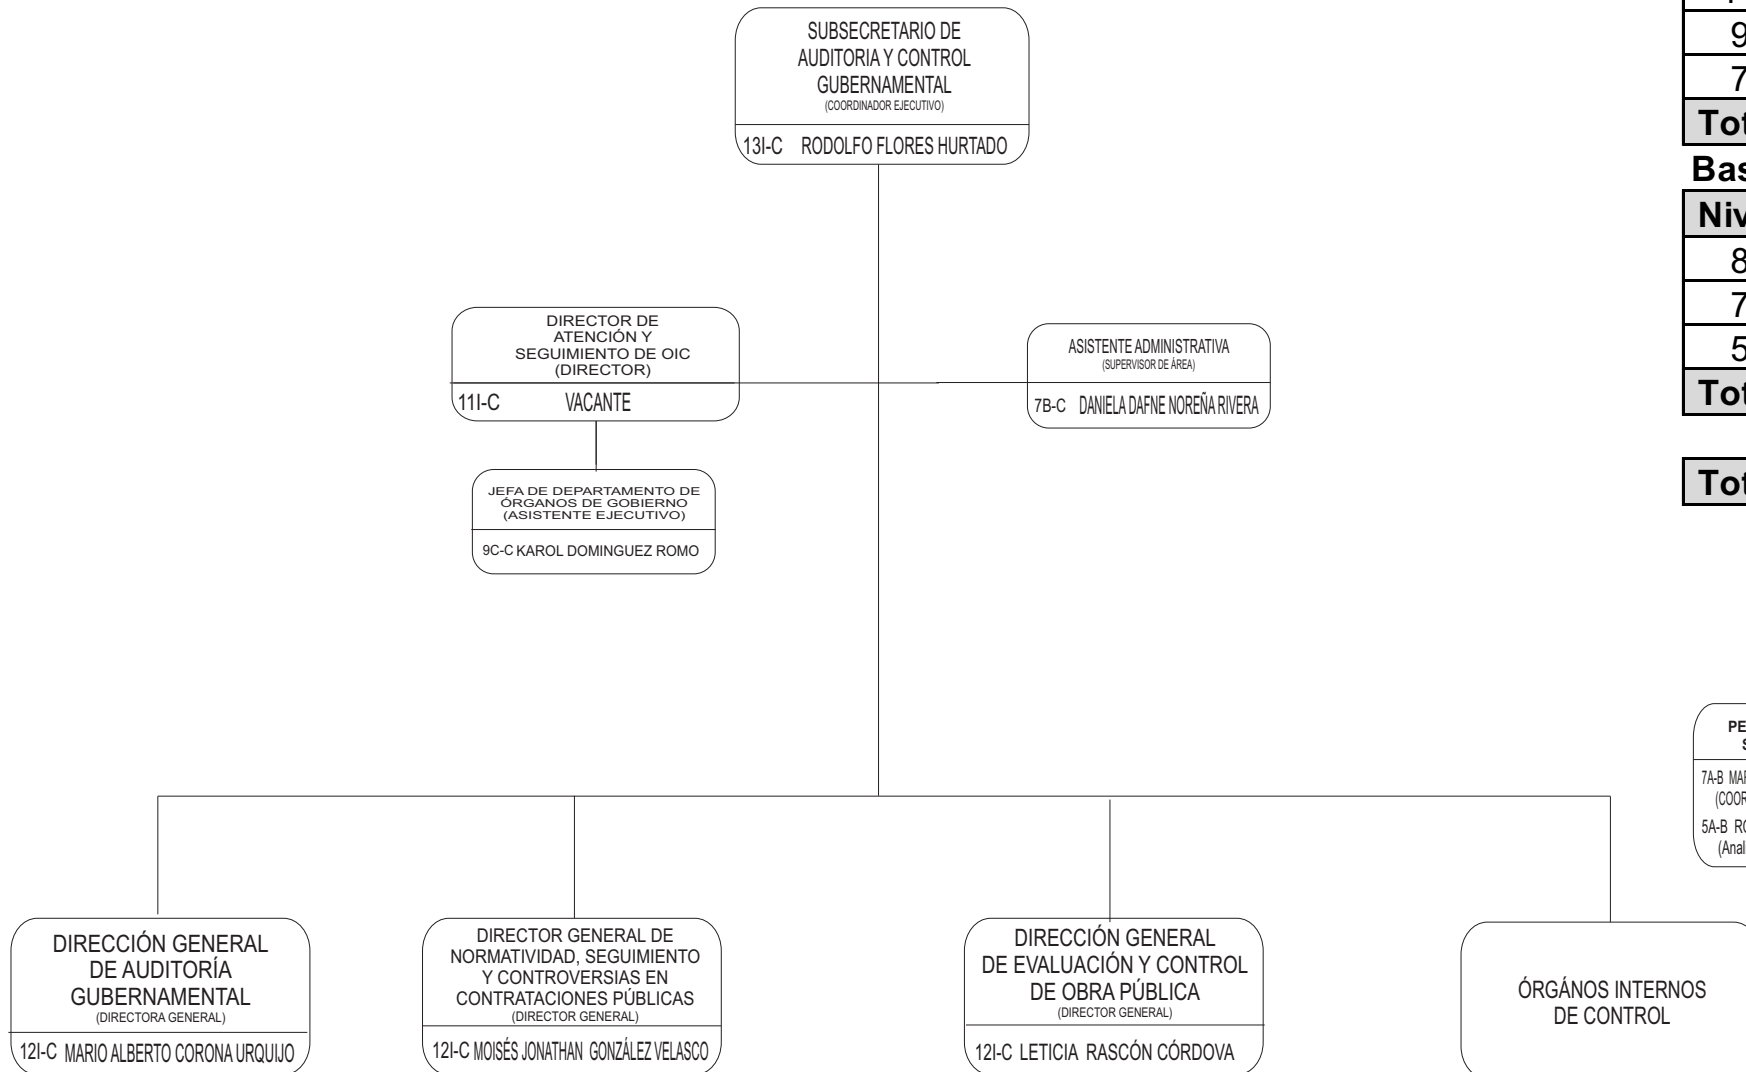 SUBSECRETARIO DE
AUDITORIA Y CONTROL
GUBERNAMENTAL
(COORDINADOR EJECUTIVO)
13I-C RODOLFO FLORES HURTADO
DIRECTOR DE
ATENCIÓN Y
SEGUIMIENTO DE OIC
(DIRECTOR)
11I-C VACANTE
ASISTENTE ADMINISTRATIVA
(SUPERVISOR DE ÁREA)
7B-C DANIELA DAFNE NOREÑA RIVERA
JEFA DE DEPARTAMENTO DE
ÓRGANOS DE GOBIERNO
(ASISTENTE EJECUTIVO)
9C-C KAROL DOMINGUEZ ROMO
DIRECCIÓN GENERAL
DE AUDITORÍA
GUBERNAMENTAL
(DIRECTORA GENERAL)
12I-C MARIO ALBERTO CORONA URQUIJO
DIRECTOR GENERAL DE
NORMATIVIDAD, SEGUIMIENTO
Y CONTROVERSIAS EN
CONTRATACIONES PÚBLICAS
(DIRECTOR GENERAL)
12I-C MOISÉS JONATHAN GONZÁLEZ VELASCO
DIRECCIÓN GENERAL
DE EVALUACIÓN Y CONTROL
DE OBRA PÚBLICA
(DIRECTOR GENERAL)
12I-C LETICIA RASCÓN CÓRDOVA
ÓRGÁNOS INTERNOS
DE CONTROL
9
7
Tot
Bas
Niv
8
7
5
Tot
Tot
PE
S
7A-B MAR
(COOR
5A-B RO
(Anal